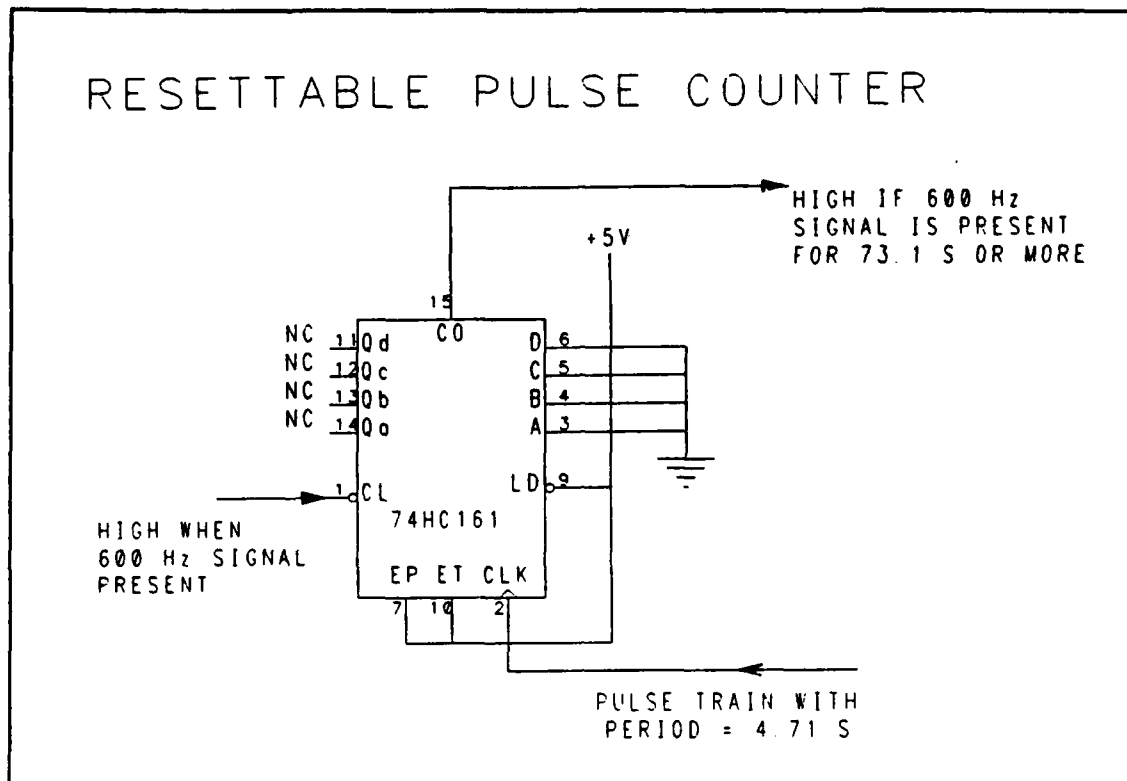 RESETTABLE PULSE COUNTER
HIGH IF 600 Hz
SIGNAL IS PRESENT
FOR 73.1 S OR MORE
+5V
15
CO
NC 11 Qd
NC 12 Qc
NC 13 Qb
NC 14 Qa
D 6
C 5
B 4
A 3
1 CL
LD 9
74HC161
HIGH WHEN
600 Hz SIGNAL
PRESENT
EP ET CLK
7 10 2
PULSE TRAIN WITH
PERIOD = 4.71 S